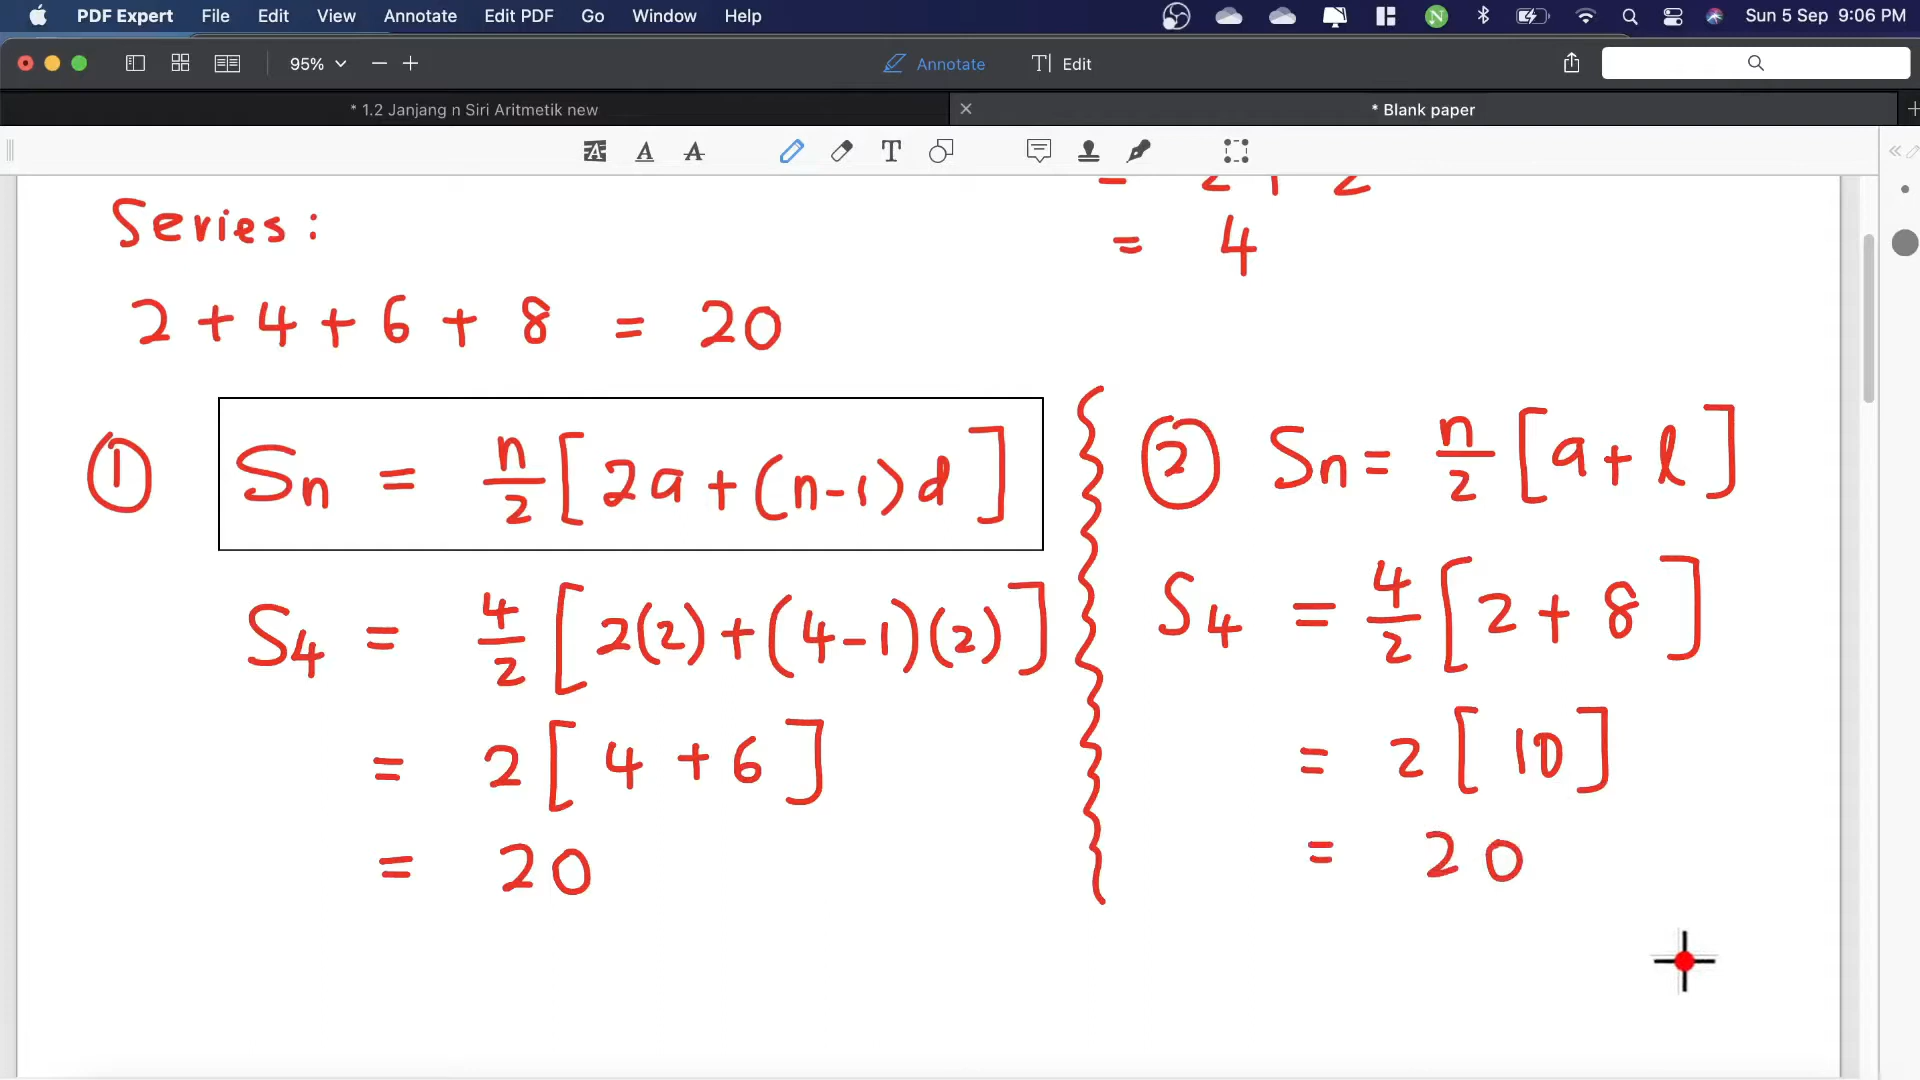 PDF Expert File Edit View Annotate Edit PDF Go Window Help Sun 5 Sep 9:06 PM
95% Annotate Edit
* 1.2 Janjang n Siri Aritmetik new * Blank paper
Series :
= 4
2 + 4 + 6 + 8 = 20
① Sn = n/2 [2a + (n-1) d]
S4 = 4/2 [2(2) + (4-1)(2)]
= 2 [4 + 6]
= 20
② Sn = n/2 [a + l]
S4 = 4/2 [2 + 8]
= 2 [10]
= 20